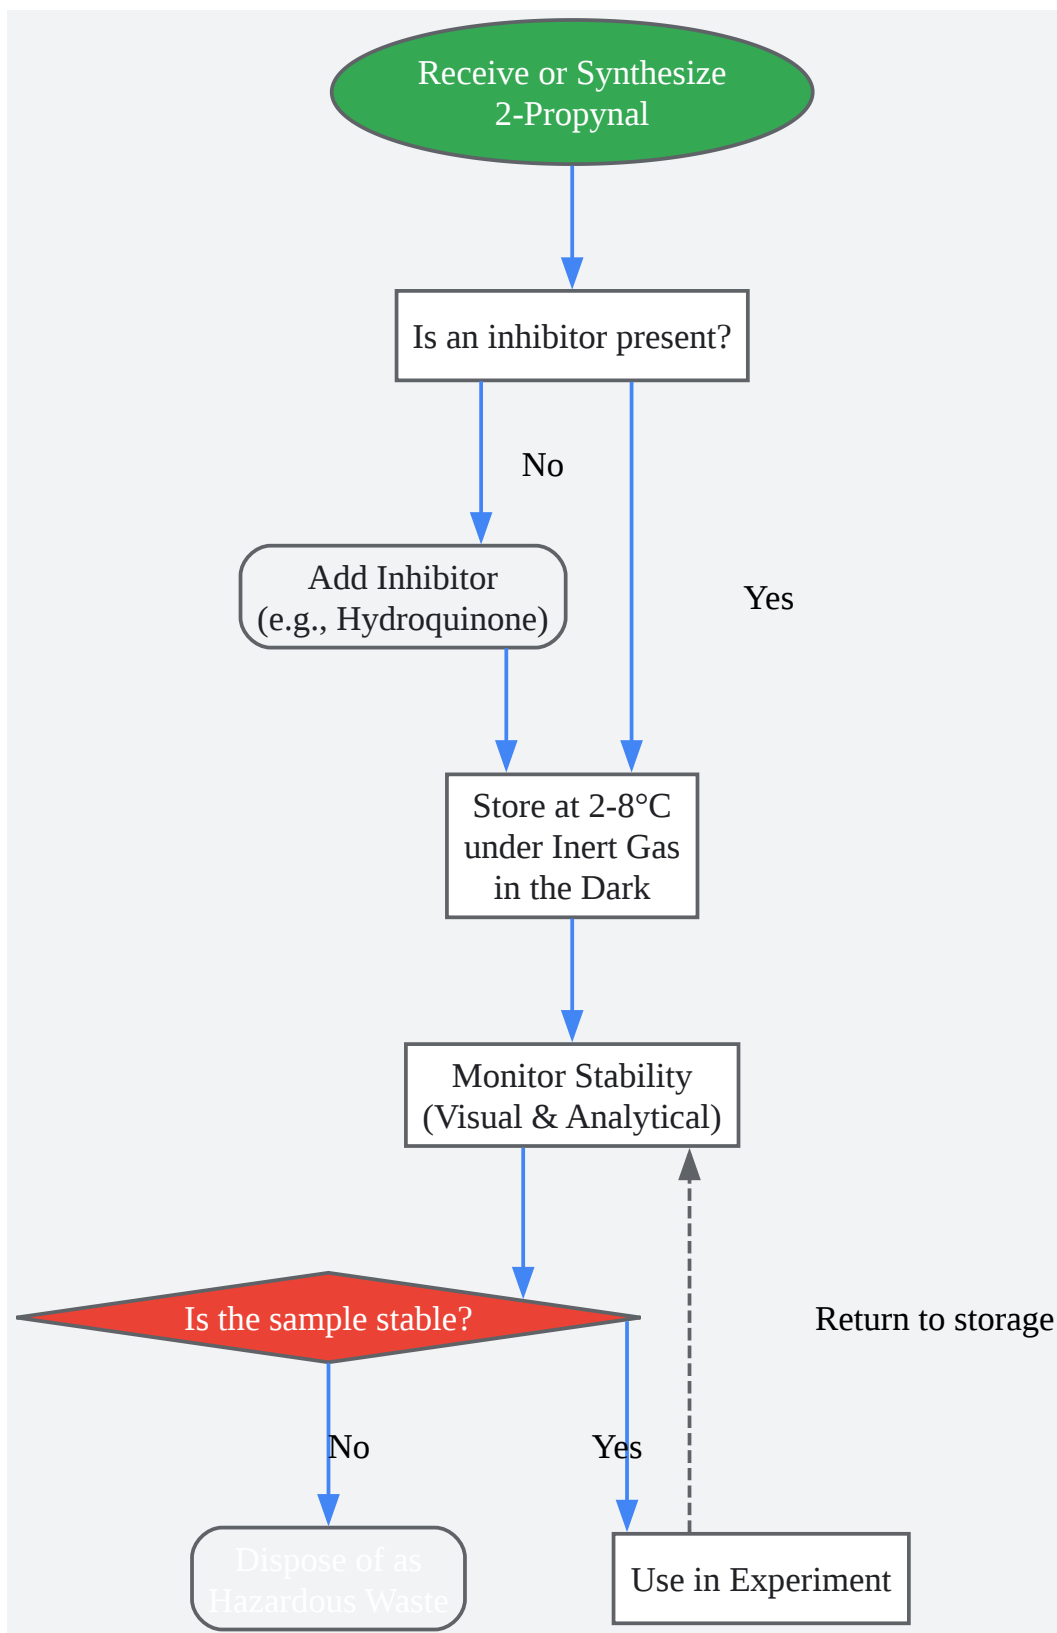 Receive or Synthesize
2-Propynal
Is an inhibitor present?
No
Add Inhibitor
(e.g., Hydroquinone)
Yes
Store at 2-8°C
under Inert Gas
in the Dark
Monitor Stability
(Visual & Analytical)
Is the sample stable?
Return to storage
No
Yes
Dispose of as
Hazardous Waste
Use in Experiment